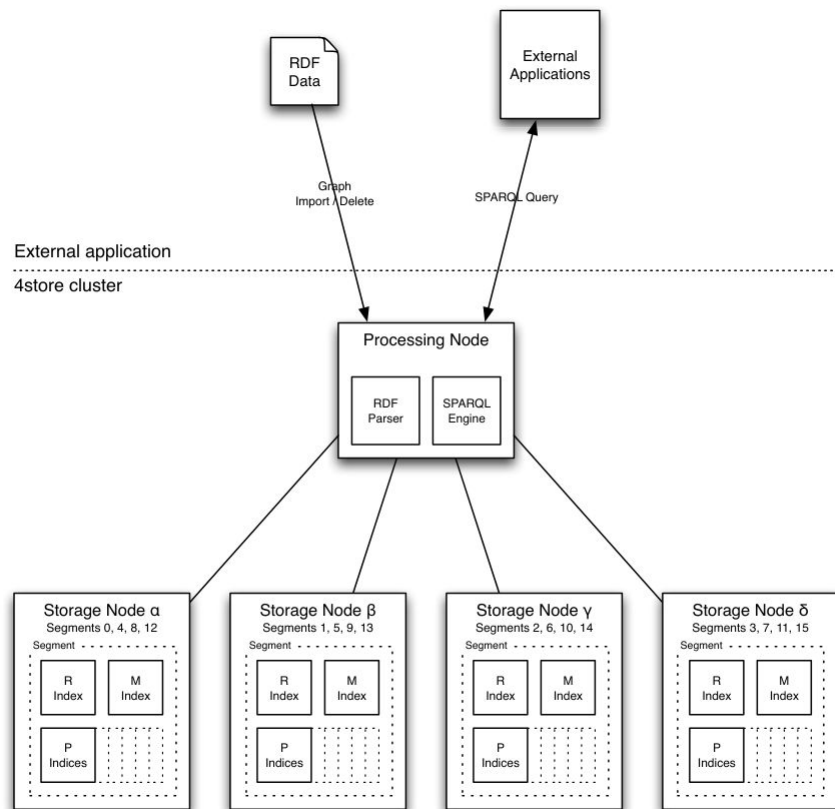 RDF
Data
External
Applications
Graph
Import / Delete
SPARQL Query
External application
4store cluster
Processing Node
RDF
Parser
SPARQL
Engine
Storage Node α
Segments 0, 4, 8, 12
Segment
R
Index
M
Index
P
Indices
Storage Node β
Segments 1, 5, 9, 13
Segment
R
Index
M
Index
P
Indices
Storage Node γ
Segments 2, 6, 10, 14
Segment
R
Index
M
Index
P
Indices
Storage Node δ
Segments 3, 7, 11, 15
Segment
R
Index
M
Index
P
Indices